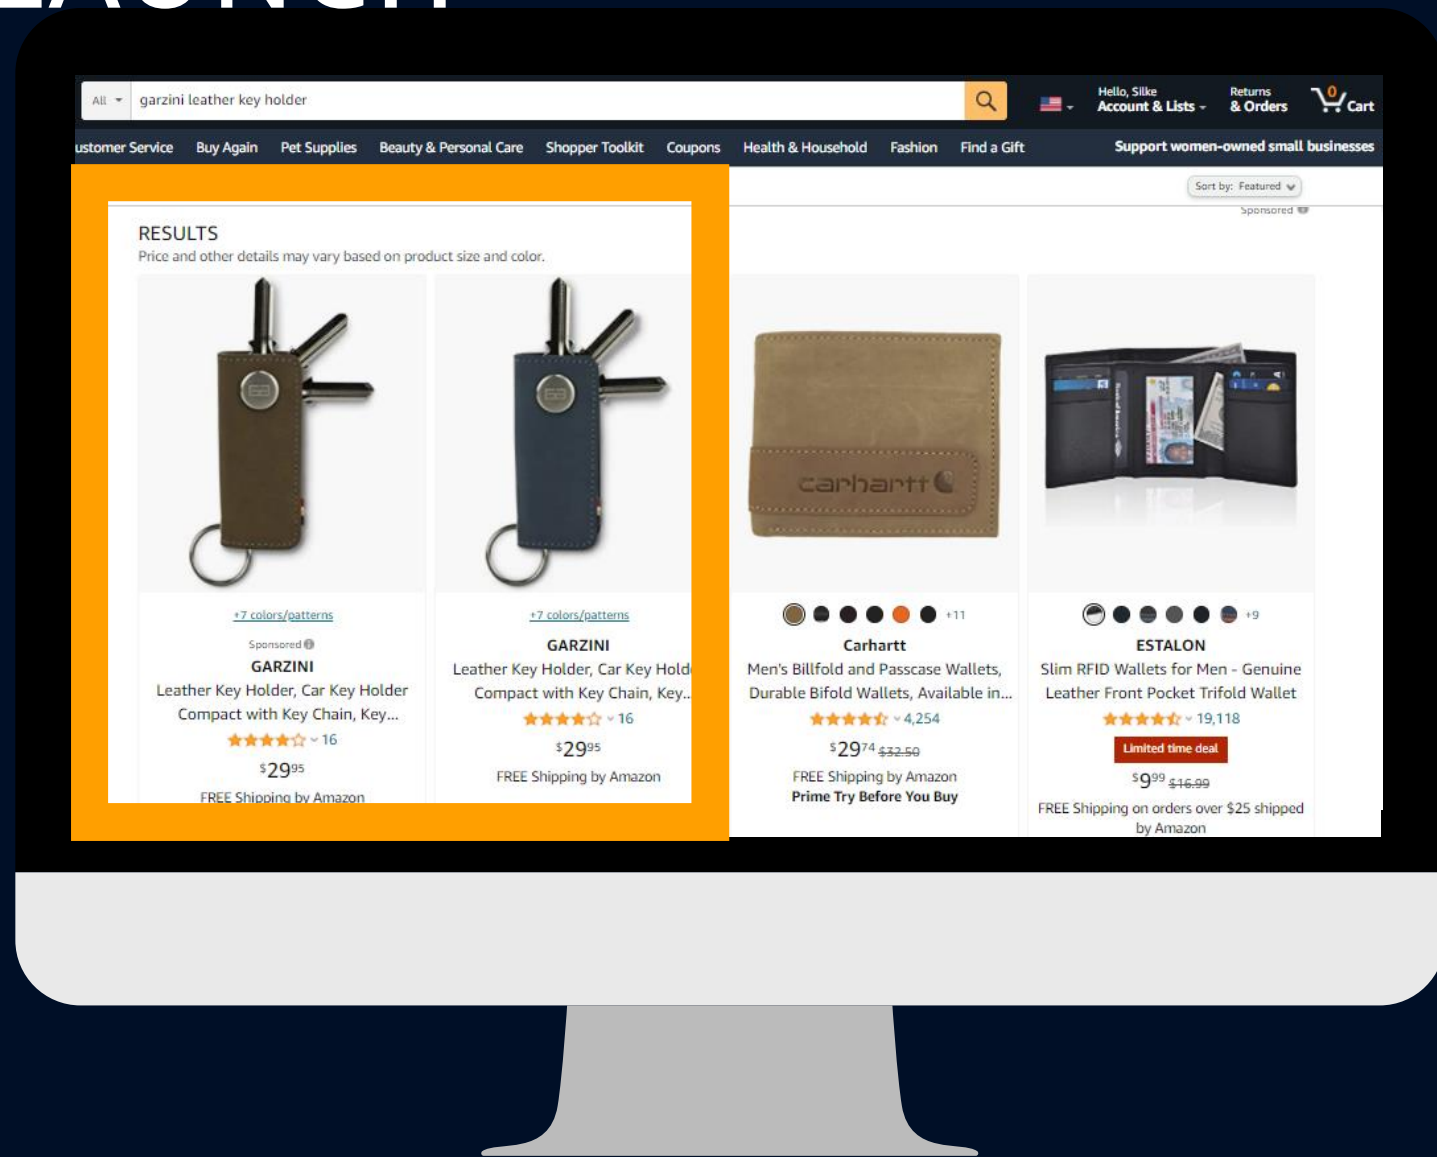 LAUNCH
All
garzini leather key holder
Hello, Silke
Account & Lists
Returns
& Orders
0
Cart
ustomer Service Buy Again Pet Supplies Beauty & Personal Care Shopper Toolkit Coupons Health & Household Fashion Find a Gift Support women-owned small businesses
Sort by: Featured
Sponsored
RESULTS
Price and other details may vary based on product size and color.
+7 colors/patterns
Sponsored
GARZINI
Leather Key Holder, Car Key Holder
Compact with Key Chain, Key...
16
$29.95
FREE Shipping by Amazon
+7 colors/patterns
GARZINI
Leather Key Holder, Car Key Hold
Compact with Key Chain, Key..
16
$29.95
FREE Shipping by Amazon
carhartt
+11
Carhartt
Men's Billfold and Passcase Wallets,
Durable Bifold Wallets, Available in...
4,254
$29.74 $32.50
FREE Shipping by Amazon
Prime Try Before You Buy
+9
ESTALON
Slim RFID Wallets for Men - Genuine
Leather Front Pocket Trifold Wallet
19,118
Limited time deal
$9.99 $16.99
FREE Shipping on orders over $25 shipped
by Amazon